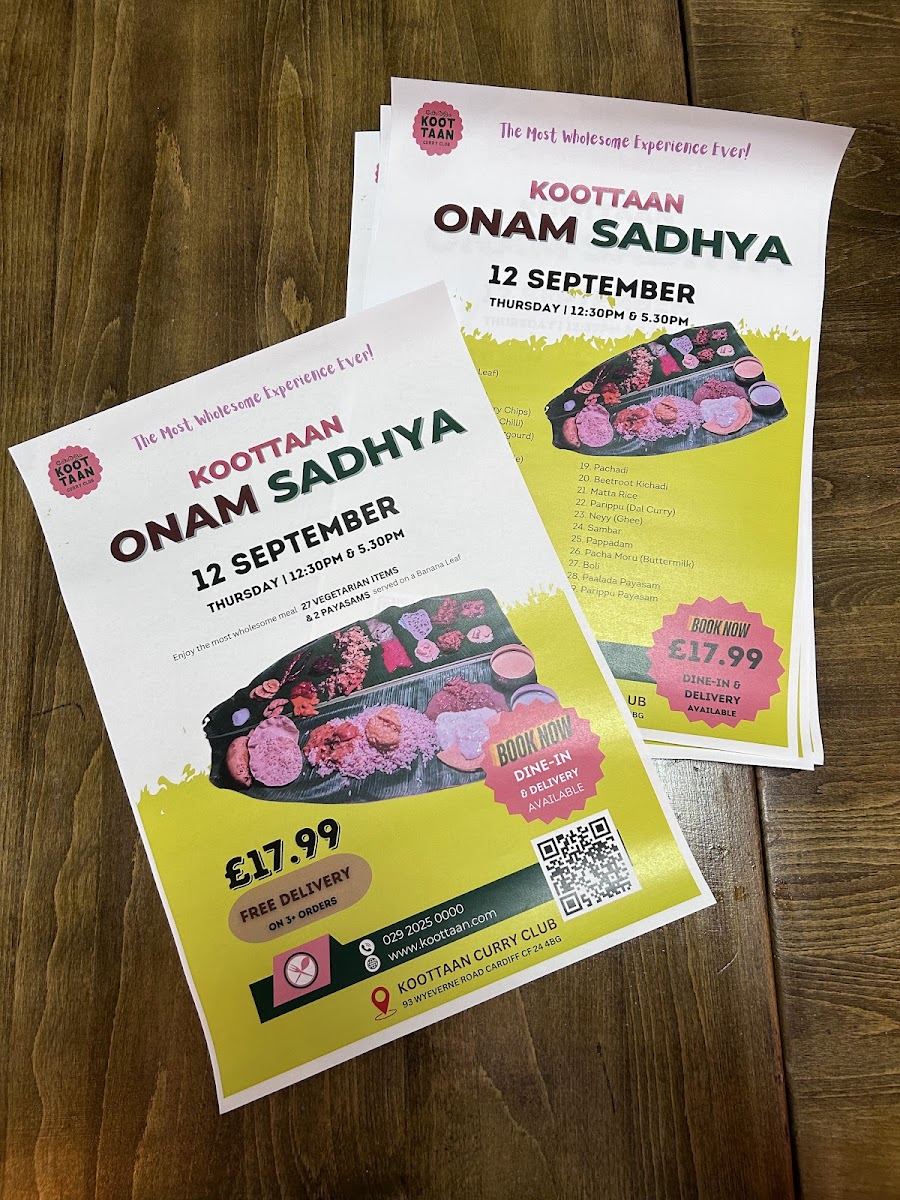 KOOT
TAAN
CURRY CLUB
The Most Wholesome Experience Ever!
KOOTTAAN
ONAM SADHYA
12 SEPTEMBER
THURSDAY | 12:30PM & 5.30PM
Leaf)
Chips)
Chilli)
19. Pachadi
20. Beetroot Kichadi
21. Matta Rice
22. Parippu (Dal Curry)
23. Neyy (Ghee)
24. Sambar
25. Pappadam
26. Pacha Moru (Buttermilk)
27. Boli
28. Paalada Payasam
Parippu Payasam
BOOK NOW
£17.99
DINE-IN &
DELIVERY
AVAILABLE
KOOT
TAAN
CURRY CLUB
The Most Wholesome Experience Ever!
KOOTTAAN
ONAM SADHYA
12 SEPTEMBER
THURSDAY | 12:30PM & 5.30PM
Enjoy the most wholesome meal 27 VEGETARIAN ITEMS
& 2 PAYASAMS served on a Banana Leaf
BOOK NOW
DINE-IN
& DELIVERY
AVAILABLE
£17.99
FREE DELIVERY
ON 3+ ORDERS
029 2025 0000
www.koottaan.com
KOOTTAAN CURRY CLUB
93 WYEVERNE ROAD CARDIFF CF 24 4BG